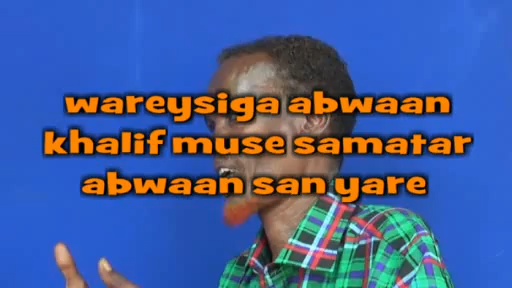 wareysiga abwaan
khalif muse samatar
abwaan san yare